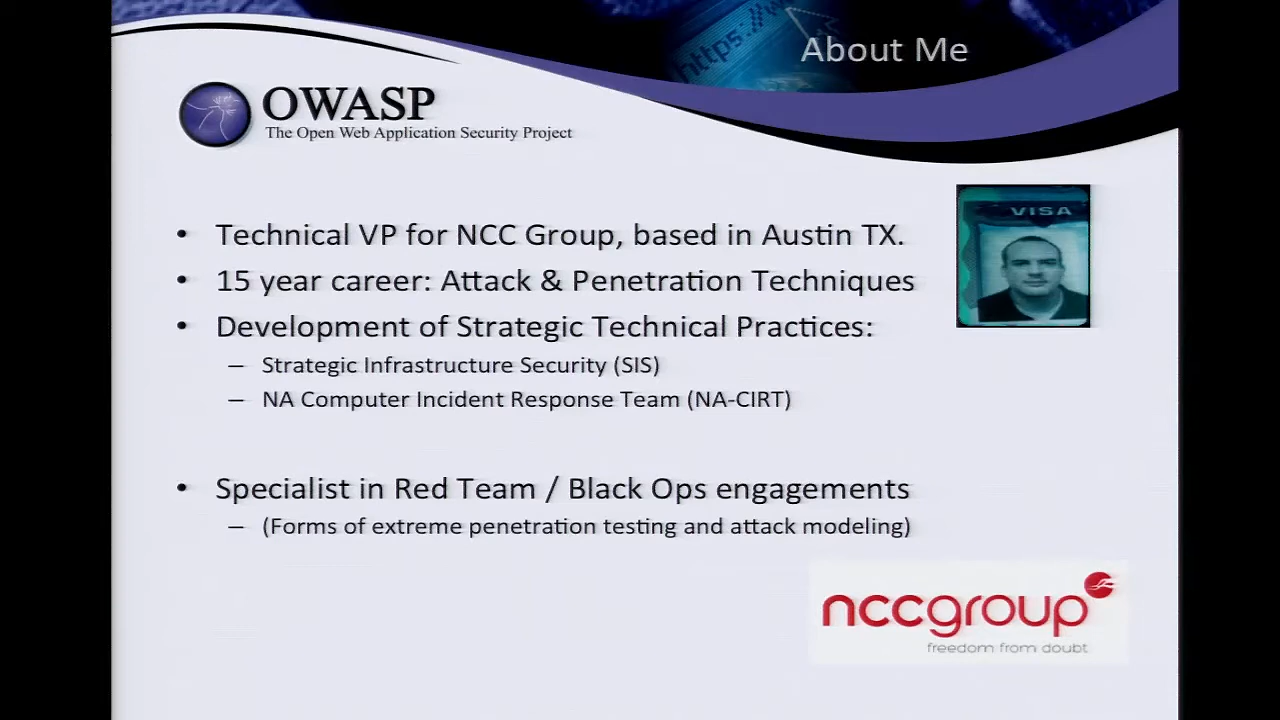 https://w
About Me
OWASP
The Open Web Application Security Project
VISA
• Technical VP for NCC Group, based in Austin TX.
• 15 year career: Attack & Penetration Techniques
• Development of Strategic Technical Practices:
– Strategic Infrastructure Security (SIS)
– NA Computer Incident Response Team (NA-CIRT)
• Specialist in Red Team / Black Ops engagements
– (Forms of extreme penetration testing and attack modeling)
nccgroup
freedom from doubt